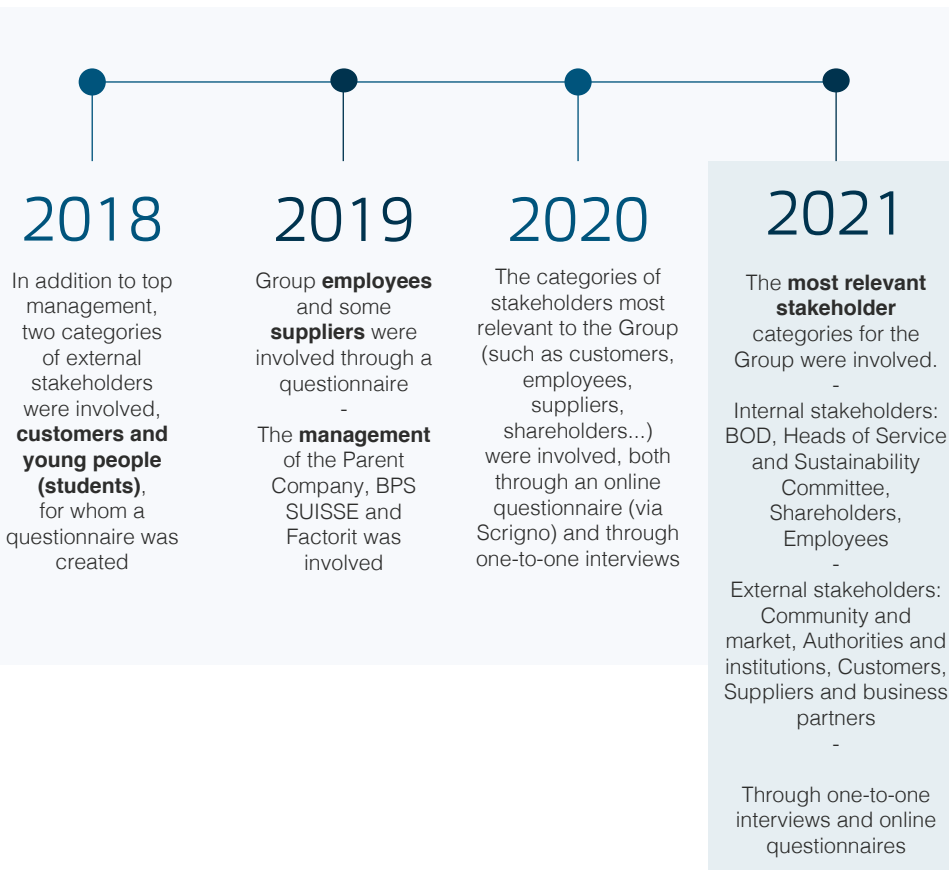 2018
In addition to top
management,
two categories
of external
stakeholders
were involved,
customers and
young people
(students),
for whom a
questionnaire was
created
2019
Group employees
and some
suppliers were
involved through a
questionnaire
-
The management
of the Parent
Company, BPS
SUISSE and
Factorit was
involved
2020
The categories of
stakeholders most
relevant to the Group
(such as customers,
employees,
suppliers,
shareholders...)
were involved, both
through an online
questionnaire (via
Scrigno) and through
one-to-one interviews
2021
The most relevant
stakeholder
categories for the
Group were involved.
-
Internal stakeholders:
BOD, Heads of Service
and Sustainability
Committee,
Shareholders,
Employees
-
External stakeholders:
Community and
market, Authorities and
institutions, Customers,
Suppliers and business
partners
-
Through one-to-one
interviews and online
questionnaires